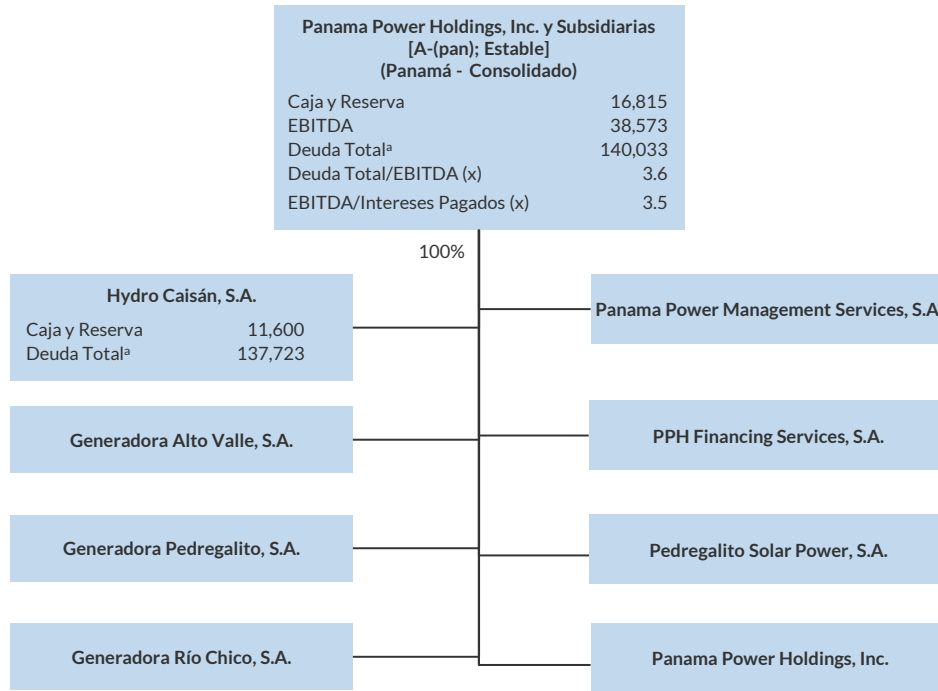 Panama Power Holdings, Inc. y Subsidiarias
[A-(pan); Estable]
(Panamá - Consolidado)
Caja y Reserva 16,815
EBITDA 38,573
Deuda Totalª 140,033
Deuda Total/EBITDA (x) 3.6
EBITDA/Intereses Pagados (x) 3.5
100%
Hydro Caisán, S.A.
Caja y Reserva 11,600
Deuda Totalª 137,723
Panama Power Management Services, S.A
Generadora Alto Valle, S.A.
PPH Financing Services, S.A.
Generadora Pedregalito, S.A.
Pedregalito Solar Power, S.A.
Generadora Río Chico, S.A.
Panama Power Holdings, Inc.